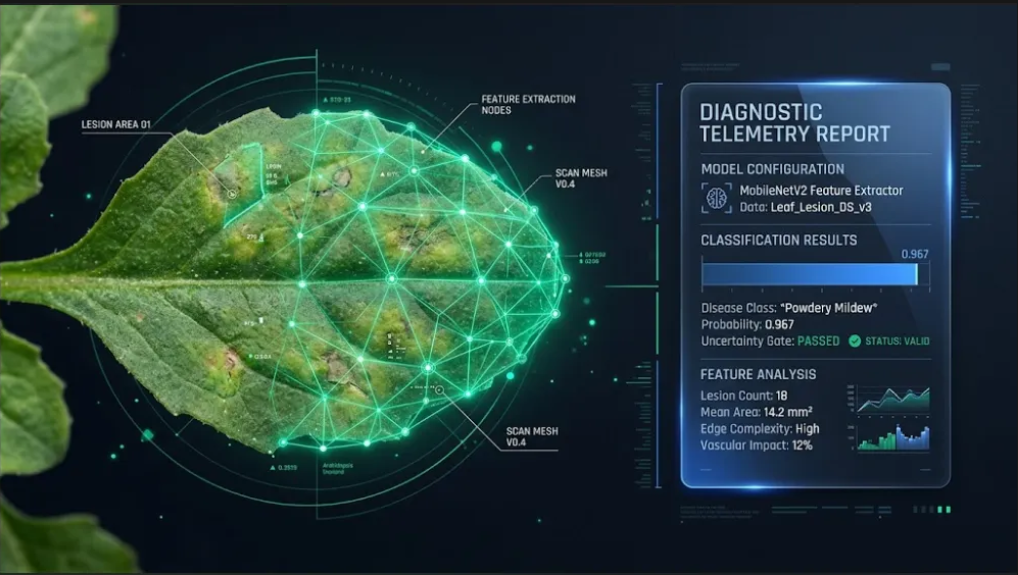 LESION AREA 01
FEATURE EXTRACTION
NODES
SCAN MESH
V0.4
SCAN MESH
V0.4
DIAGNOSTIC
TELEMETRY REPORT
MODEL CONFIGURATION
MobileNetV2 Feature Extractor
Data: Leaf_Lesion_DS_v3
CLASSIFICATION RESULTS
0.967
Disease Class: "Powdery Mildew"
Probability: 0.967
Uncertainty Gate: PASSED
STATUS: VALID
FEATURE ANALYSIS
Lesion Count: 18
Mean Area: 14.2 mm²
Edge Complexity: High
Vascular Impact: 12%